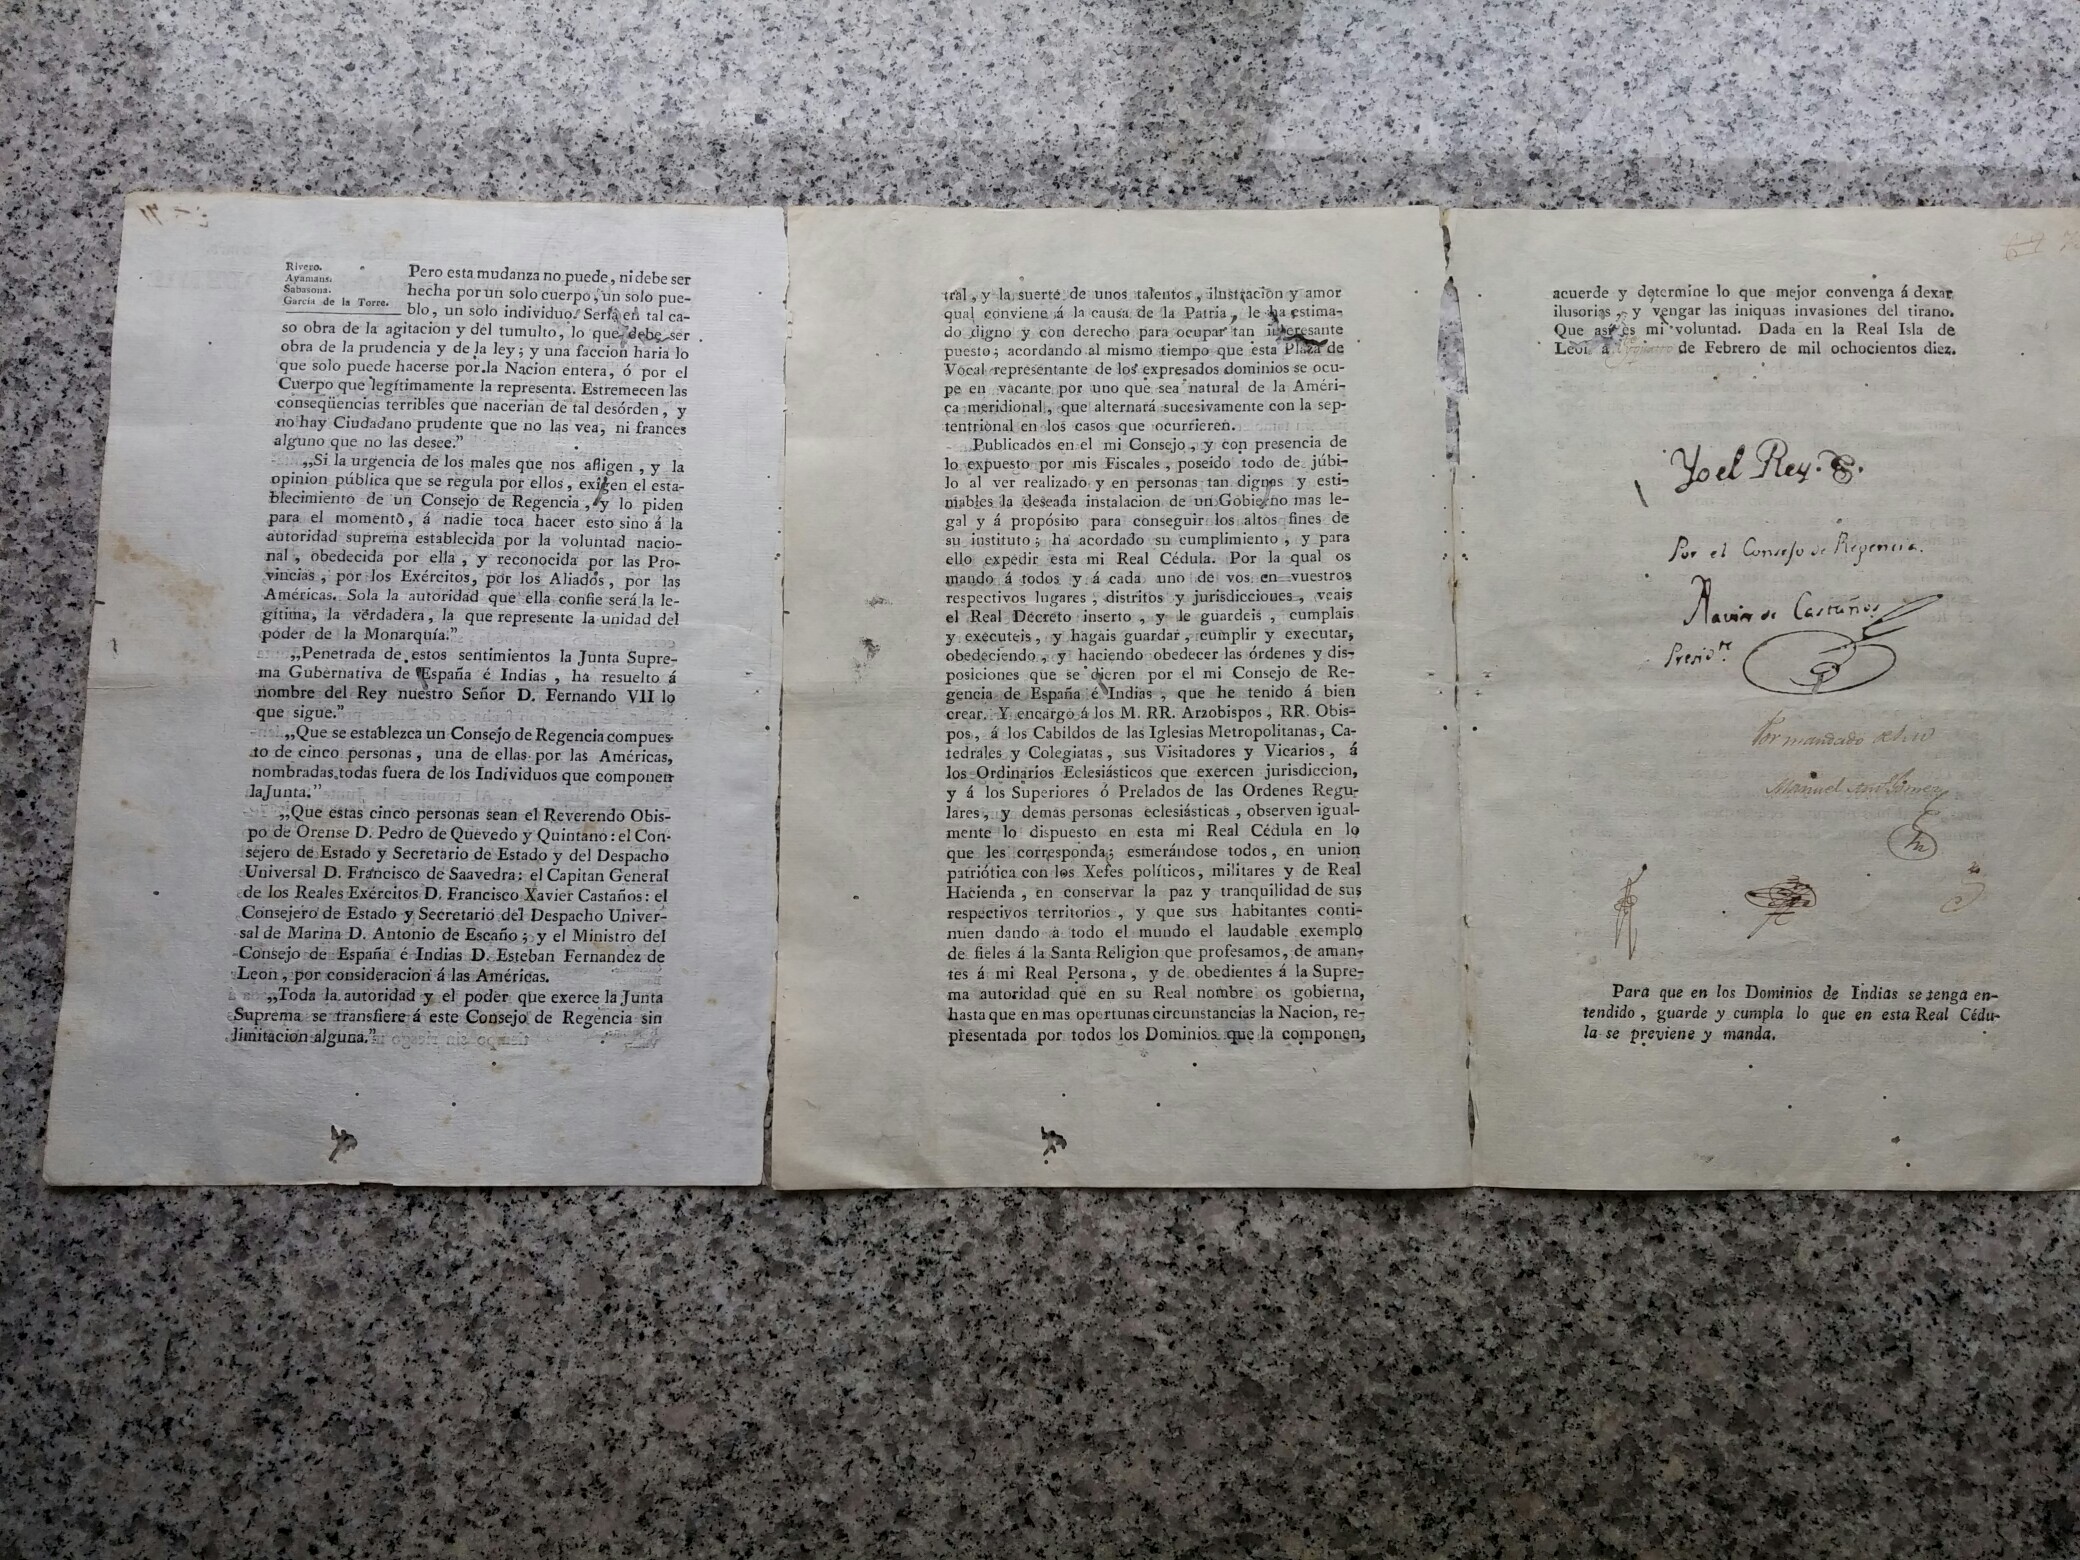 Rivero.
Ayamans.
Sabasona.
García de la Torre.
Pero esta mudanza no puede, ni debe ser
hecha por un solo cuerpo, un solo pue-
blo, un solo individuo. Sería en tal ca-
so obra de la agitacion y del tumulto, lo que debe ser
obra de la prudencia y de la ley; y una faccion haria lo
que solo puede hacerse por la Nacion entera, ó por el
Cuerpo que legítimamente la representa. Estremecen las
conseqüencias terribles que nacerian de tal desórden, y
no hay Ciudadano prudente que no las vea, ni frances
alguno que no las desee.”
„Si la urgencia de los males que nos afligen, y la
opinion pública que se regula por ellos, exigen el esta-
blecimiento de un Consejo de Regencia, y lo piden
para el momento, á nadie toca hacer esto sino á la
autoridad suprema establecida por la voluntad nacio-
nal, obedecida por ella, y reconocida por las Pro-
vincias, por los Exércitos, por los Aliados, por las
Américas. Sola la autoridad que ella confie será la le-
gítima, la verdadera, la que represente la unidad del
poder de la Monarquía.”
„Penetrada de estos sentimientos la Junta Supre-
ma Gubernativa de España é Indias, ha resuelto á
nombre del Rey nuestro Señor D. Fernando VII lo
que sigue.”
„Que se establezca un Consejo de Regencia compues-
to de cinco personas, una de ellas por las Américas,
nombradas todas fuera de los Individuos que componen
la Junta.”
„Que estas cinco personas sean el Reverendo Obis-
po de Orense D. Pedro de Quevedo y Quintano: el Con-
sejero de Estado y Secretario de Estado y del Despacho
Universal D. Francisco de Saavedra: el Capitan General
de los Reales Exércitos D. Francisco Xavier Castaños: el
Consejero de Estado y Secretario del Despacho Univer-
sal de Marina D. Antonio de Escaño; y el Ministro del
Consejo de España é Indias D. Esteban Fernandez de
Leon, por consideracion á las Américas.
„Toda la autoridad y el poder que exerce la Junta
Suprema se transfiere á este Consejo de Regencia sin
limitacion alguna.”
tral, y la suerte de unos talentos, ilustracion y amor
qual conviene á la causa de la Patria, le ha estima-
do digno y con derecho para ocupar tan interesante
puesto; acordando al mismo tiempo que esta Plaza de
Vocal representante de los expresados dominios se ocu-
pe en vacante por uno que sea natural de la Améri-
ca meridional, que alternará sucesivamente con la sep-
tentrional en los casos que ocurrieren.
Publicados en el mi Consejo, y con presencia de
lo expuesto por mis Fiscales, poseido todo de júbi-
lo al ver realizado y en personas tan dignas y esti-
mables la deseada instalacion de un Gobierno mas le-
gal y á propósito para conseguir los altos fines de
su instituto; ha acordado su cumplimiento, y para
ello expedir esta mi Real Cédula. Por la qual os
mando á todos y á cada uno de vos en vuestros
respectivos lugares, distritos y jurisdicciones, veais
el Real Decreto inserto, y le guardeis, cumplais
y executeis, y hagais guardar, cumplir y executar,
obedeciendo, y haciendo obedecer las órdenes y dis-
posiciones que se dieren por el mi Consejo de Re-
gencia de España é Indias, que he tenido á bien
crear. Y encargo á los M. RR. Arzobispos, RR. Obis-
pos, á los Cabildos de las Iglesias Metropolitanas, Ca-
tedrales y Colegiatas, sus Visitadores y Vicarios, á
los Ordinarios Eclesiásticos que exercen jurisdiccion,
y á los Superiores ó Prelados de las Ordenes Regu-
lares, y demas personas eclesiásticas, observen igual-
mente lo dispuesto en esta mi Real Cédula en lo
que les corresponda; esmerándose todos, en union
patriótica con los Xefes políticos, militares y de Real
Hacienda, en conservar la paz y tranquilidad de sus
respectivos territorios, y que sus habitantes conti-
nuen dando á todo el mundo el laudable exemplo
de fieles á la Santa Religion que profesamos, de aman-
tes á mi Real Persona, y de obedientes á la Supre-
ma autoridad que en su Real nombre os gobierna,
hasta que en mas oportunas circunstancias la Nacion, re-
presentada por todos los Dominios que la componen,
acuerde y determine lo que mejor convenga á dexar
ilusorias, y vengar las iniquas invasiones del tirano.
Que así es mi voluntad. Dada en la Real Isla de
Leon á de Febrero de mil ochocientos diez.
Yo el Rey.
Por el Consejo de Regencia.
Xavier de Castaños
Presid.te
Por mandado
Manuel
Para que en los Dominios de Indias se tenga en-
tendido, guarde y cumpla lo que en esta Real Cédu-
la se previene y manda.